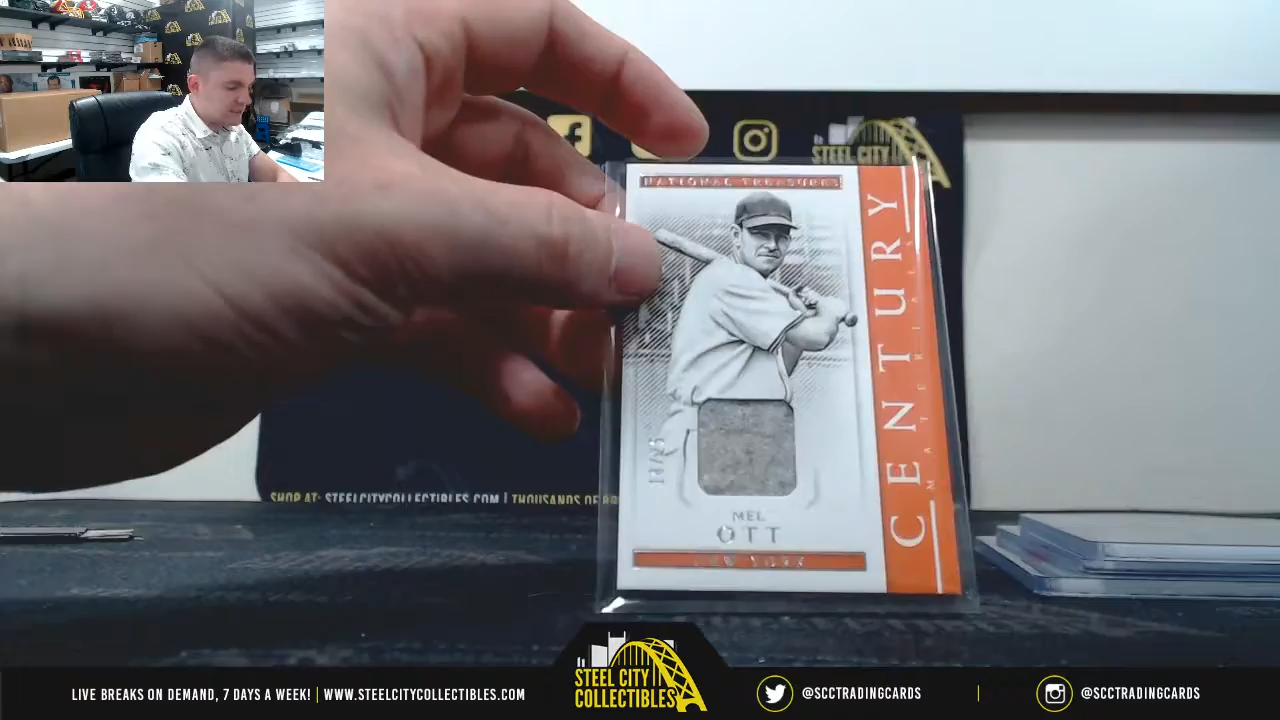 STEEL CITY
NATIONAL TREASURES
CENTURY
MATERIALS
MEL
OTT
NEW YORK
SHOP AT: STEELCITYCOLLECTIBLES.COM | THOUSANDS OF
LIVE BREAKS ON DEMAND, 7 DAYS A WEEK! | WWW.STEELCITYCOLLECTIBLES.COM
STEEL CITY
COLLECTIBLES
@SCCTRADINGCARDS
@SCCTRADINGCARDS